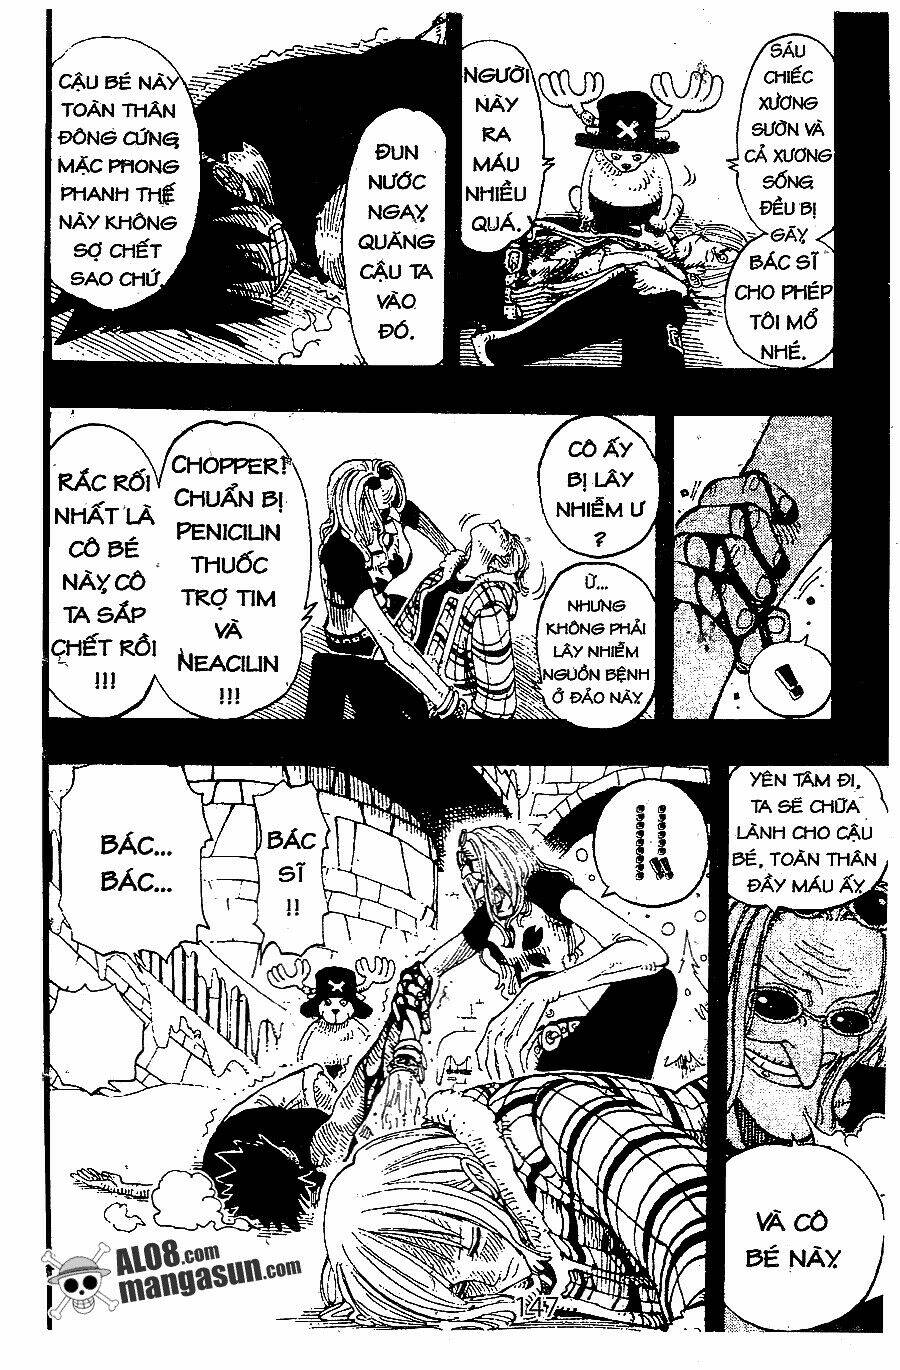 SÁU
CHIẾC
XƯƠNG
SƯỜN VÀ
CẢ XƯƠNG
SỐNG
ĐỀU BỊ
GÃY.
BÁC SĨ
CHO PHÉP
TÔI MỔ
NHÉ.
NGƯỜI
NÀY
RA
MÁU
NHIỀU
QUÁ.
ĐUN
NƯỚC
NGAY.
QUĂNG
CẬU TA
VÀO
ĐÓ.
CẬU BÉ NÀY
TOÀN THÂN
ĐÔNG CỨNG,
MẶC PHONG
PHANH THẾ
NÀY KHÔNG
SỢ CHẾT
SAO CHỨ.
!
CÔ ẤY
BỊ LÂY
NHIỄM Ư
?
Ừ...
NHƯNG
KHÔNG PHẢI
LÂY NHIỄM
NGUỒN BỆNH
Ở ĐẢO NÀY.
CHOPPER!
CHUẨN BỊ
PENICILIN
THUỐC
TRỢ TIM
VÀ
NEACILIN
!!!
RẮC RỐI
NHẤT LÀ
CÔ BÉ
NÀY, CÔ
TA SẮP
CHẾT RỒI
!!!
YÊN TÂM ĐI,
TA SẼ CHỮA
LÀNH CHO CẬU
BÉ, TOÀN THÂN
ĐẦY MÁU ẤY.
VÀ CÔ
BÉ NÀY.
.......!!
BÁC
SĨ
!!
BÁC...
BÁC...
AL08.com
mangasun.com
147